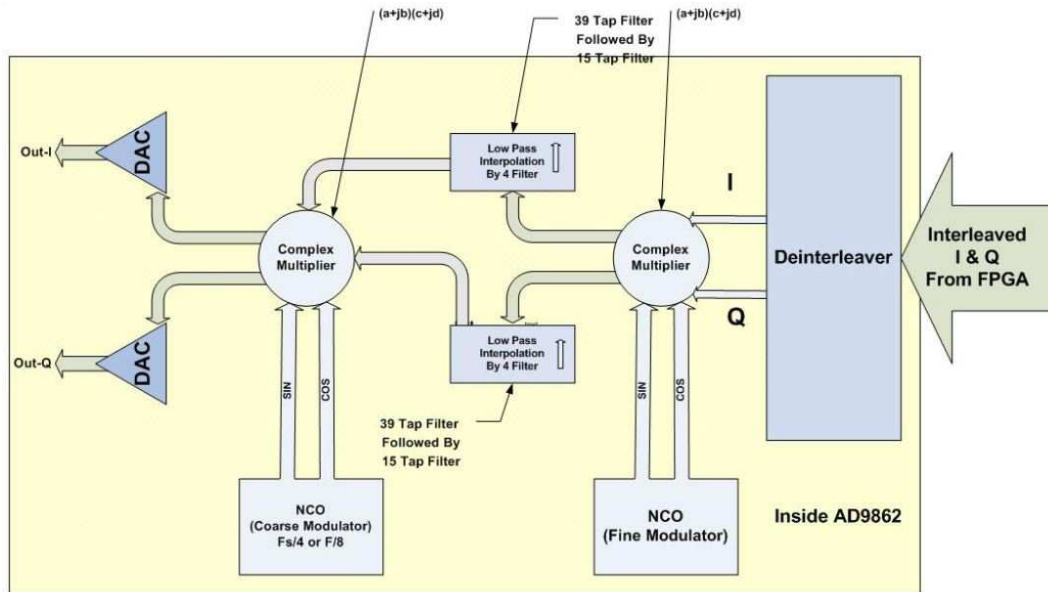 (a+jb)(c+jd)
39 Tap Filter
Followed By
15 Tap Filter
(a+jb)(c+jd)
Out-I
DAC
Low Pass
Interpolation
By 4 Filter
I
Complex
Multiplier
Complex
Multiplier
Deinterleaver
Interleaved
I & Q
From FPGA
Q
Out-Q
DAC
Low Pass
Interpolation
By 4 Filter
SIN
COS
SIN
COS
39 Tap Filter
Followed By
15 Tap Filter
NCO
(Coarse Modulator)
Fs/4 or F/8
NCO
(Fine Modulator)
Inside AD9862